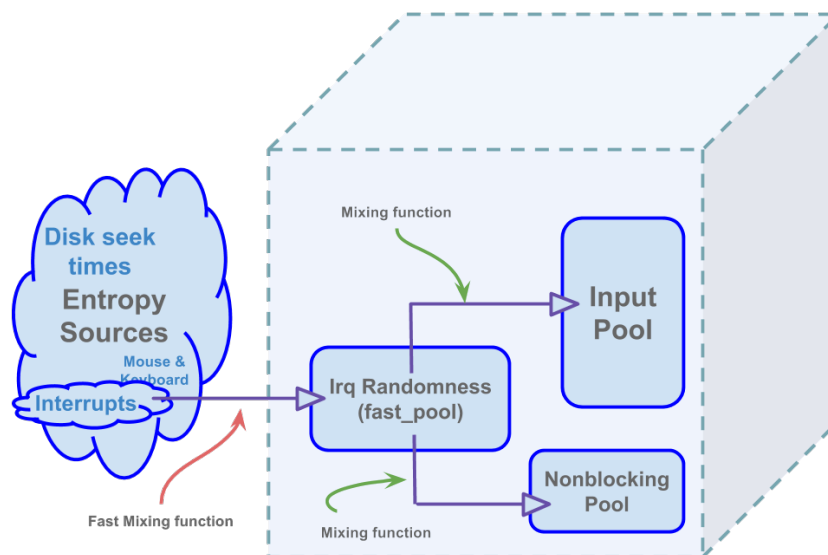 Disk seek
times
Entropy
Sources
Mouse &
Keyboard
Interrupts
Fast Mixing function
Mixing function
Irq Randomness
(fast_pool)
Mixing function
Input
Pool
Nonblocking
Pool